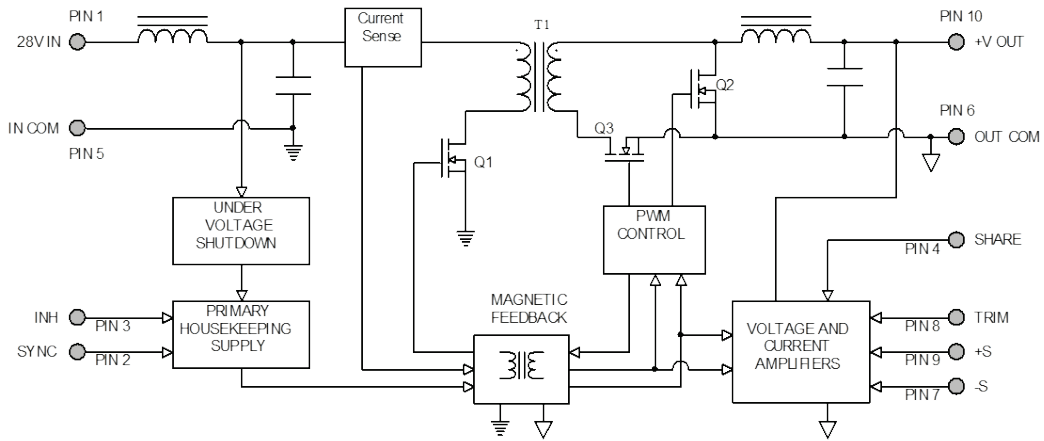 PIN 1
28V IN
Current
Sense
T1
PIN 10
+V OUT
Q2
Q3
IN COM
PIN 5
PIN 6
OUT COM
Q1
UNDER
VOLTAGE
SHUTDOWN
PWM
CONTROL
SHARE
PIN 4
MAGNETIC
FEEDBACK
INH
PIN 3
SYNC
PIN 2
PRIMARY
HOUSEKEEPING
SUPPLY
VOLTAGE AND
CURRENT
AMPLIFIERS
TRIM
PIN 8
+S
PIN 9
-S
PIN 7